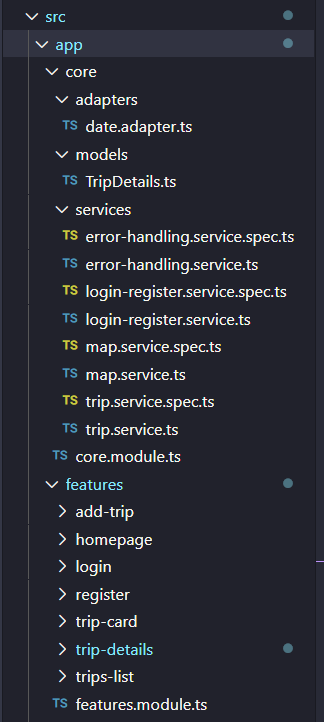 src
app
core
adapters
TS date.adapter.ts
models
TS TripDetails.ts
services
TS error-handling.service.spec.ts
TS error-handling.service.ts
TS login-register.service.spec.ts
TS login-register.service.ts
TS map.service.spec.ts
TS map.service.ts
TS trip.service.spec.ts
TS trip.service.ts
TS core.module.ts
features
add-trip
homepage
login
register
trip-card
trip-details
trips-list
TS features.module.ts